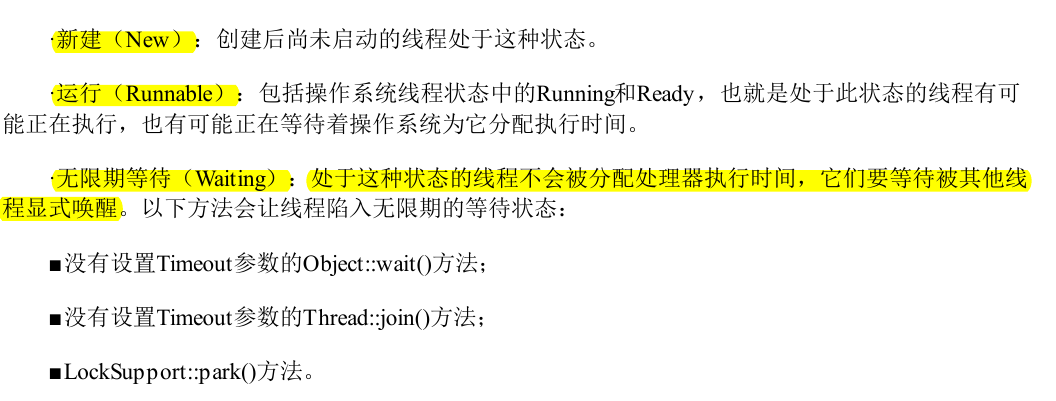 ·新建（New）：创建后尚未启动的线程处于这种状态。
·运行（Runnable）：包括操作系统线程状态中的Running和Ready，也就是处于此状态的线程有可
能正在执行，也有可能正在等待着操作系统为它分配执行时间。
·无限期等待（Waiting）：处于这种状态的线程不会被分配处理器执行时间，它们要等待被其他线
程显式唤醒。以下方法会让线程陷入无限期的等待状态：
■没有设置Timeout参数的Object::wait()方法；
■没有设置Timeout参数的Thread::join()方法；
■LockSupport::park()方法。